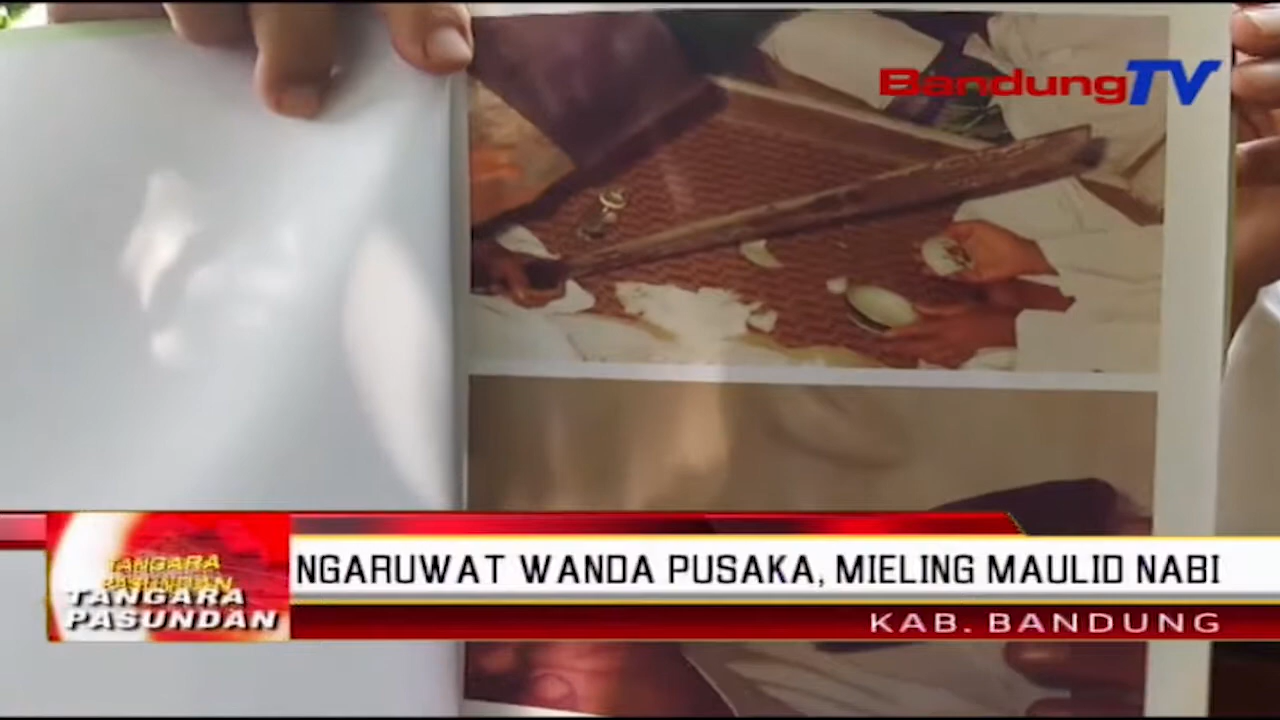 BandungTV
TANGARA
PASUNDAN
TANGARA
PASUNDAN
NGARUWAT WANDA PUSAKA, MIELING MAULID NABI
KAB. BANDUNG